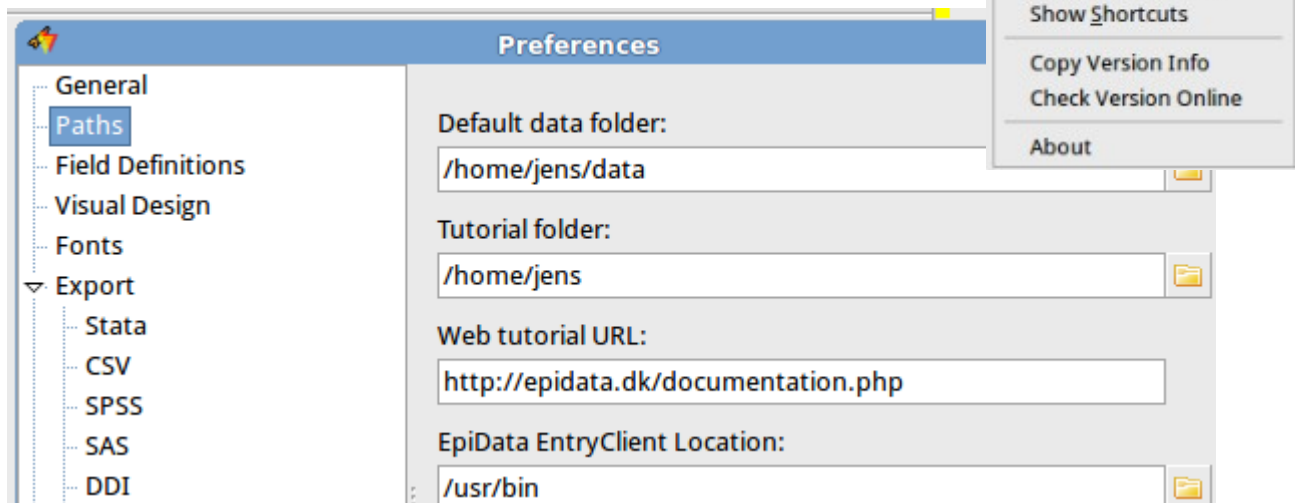 Show Shortcuts
Copy Version Info
Check Version Online
About
Preferences
General
Paths
Field Definitions
Visual Design
Fonts
Export
Stata
CSV
SPSS
SAS
DDI
Default data folder:
/home/jens/data
Tutorial folder:
/home/jens
Web tutorial URL:
http://epidata.dk/documentation.php
EpiData EntryClient Location:
/usr/bin